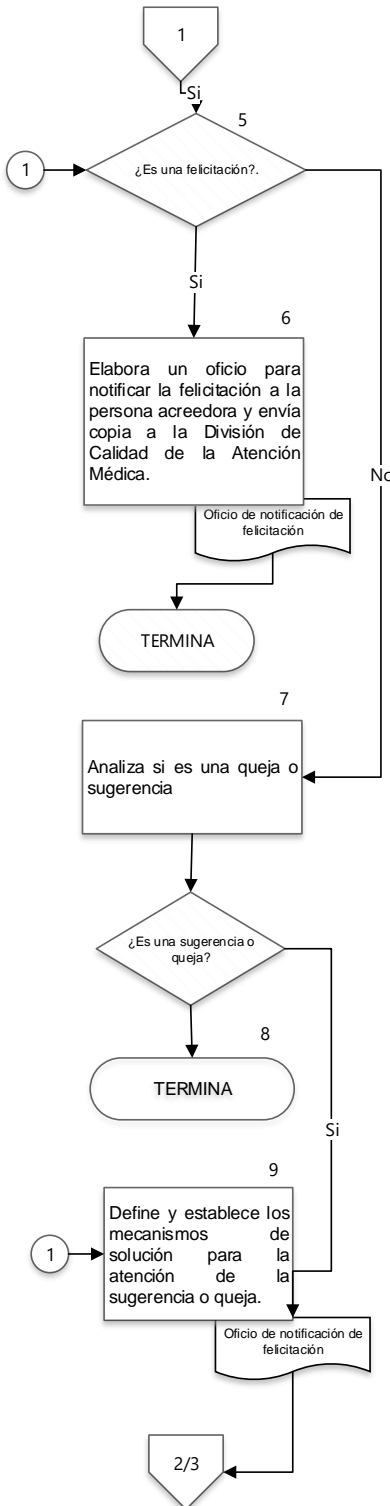 1
Si
5
1
¿Es una felicitación?.
Si
6
Elabora un oficio para
notificar la felicitación a la
persona acreedora y envía
copia a la División de
Calidad de la Atención
Médica.
No
Oficio de notificación de
felicitación
TERMINA
7
Analiza si es una queja o
sugerencia
¿Es una sugerencia o
queja?
8
TERMINA
Si
9
Define y establece los
mecanismos de
solución para la
atención de la
sugerencia o queja.
1
Oficio de notificación de
felicitación
2/3